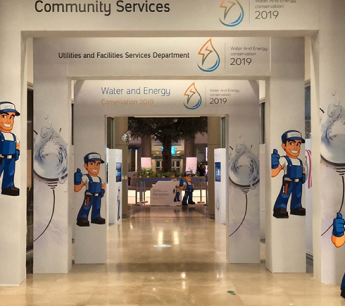 Community Services
Water and Energy
conservation
2019
Utilities and Facilities Services Department
Water and Energy
conservation
2019
Water and Energy
Conservation 2019
Water and Energy
conservation
2019